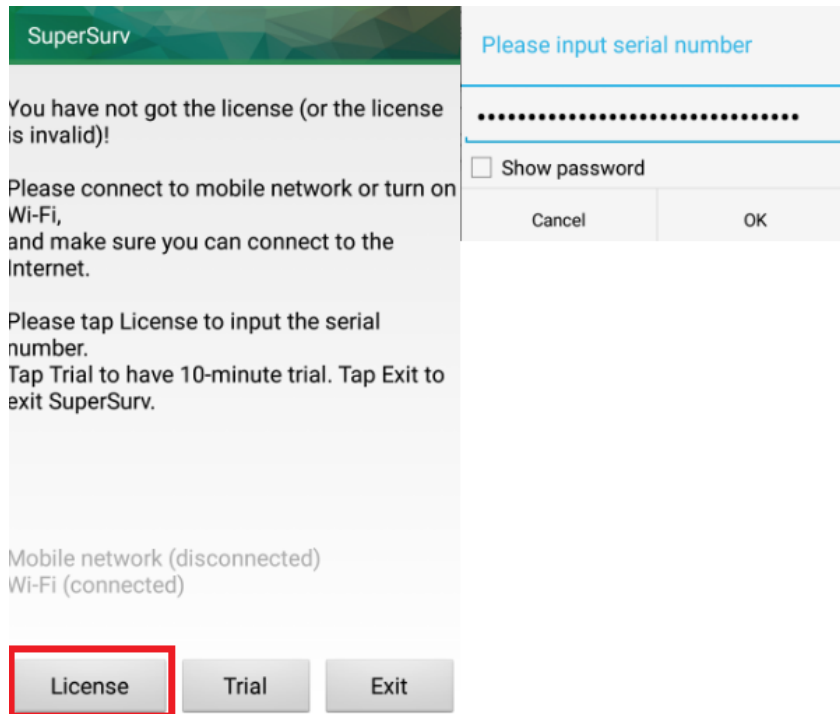 SuperSurv
You have not got the license (or the license
is invalid)!
Please connect to mobile network or turn on
Wi-Fi,
and make sure you can connect to the
Internet.
Please tap License to input the serial
number.
Tap Trial to have 10-minute trial. Tap Exit to
exit SuperSurv.
Mobile network (disconnected)
Wi-Fi (connected)
License Trial Exit
Please input serial number
••••••••••••••••••••••••••••••••
Show password
Cancel OK